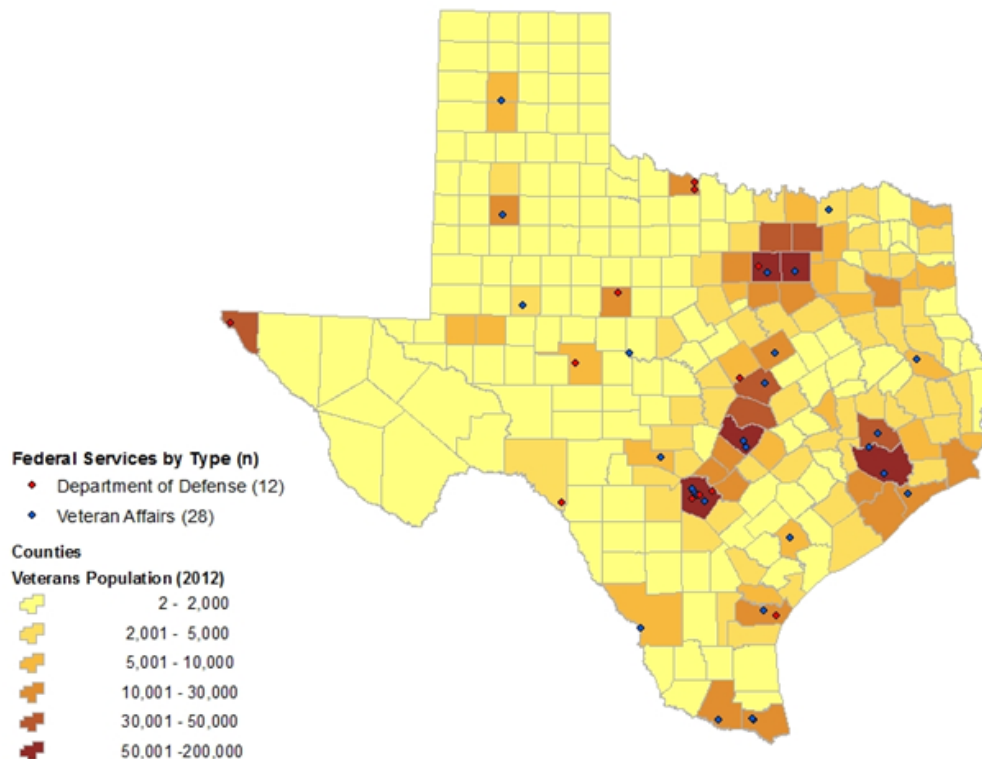 Federal Services by Type (n)
Department of Defense (12)
Veteran Affairs (28)
Counties
Veterans Population (2012)
2 - 2,000
2,001 - 5,000
5,001 - 10,000
10,001 - 30,000
30,001 - 50,000
50,001 -200,000